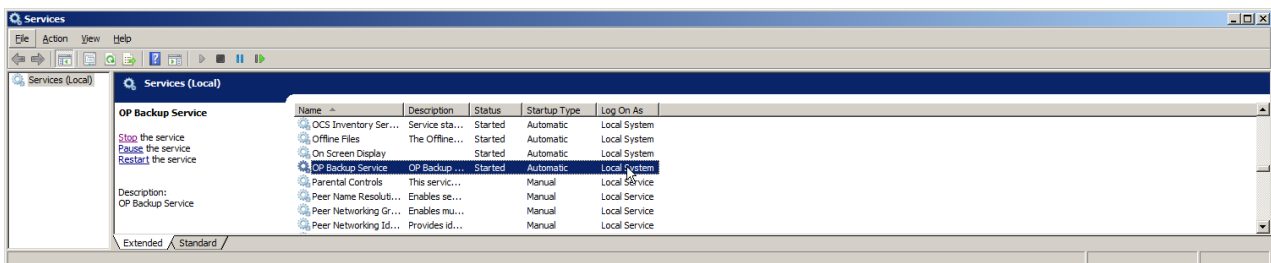 Services
File Action View Help
Services (Local)
Services (Local)
OP Backup Service
Stop the service
Pause the service
Restart the service
Description:
OP Backup Service
Name Description Status Startup Type Log On As
OCS Inventory Ser... Service sta... Started Automatic Local System
Offline Files The Offline... Started Automatic Local System
On Screen Display Started Automatic Local System
OP Backup Service OP Backup ... Started Automatic Local System
Parental Controls This servic... Manual Local Service
Peer Name Resoluti... Enables se... Manual Local Service
Peer Networking Gr... Enables mu... Manual Local Service
Peer Networking Id... Provides id... Manual Local Service
Extended Standard